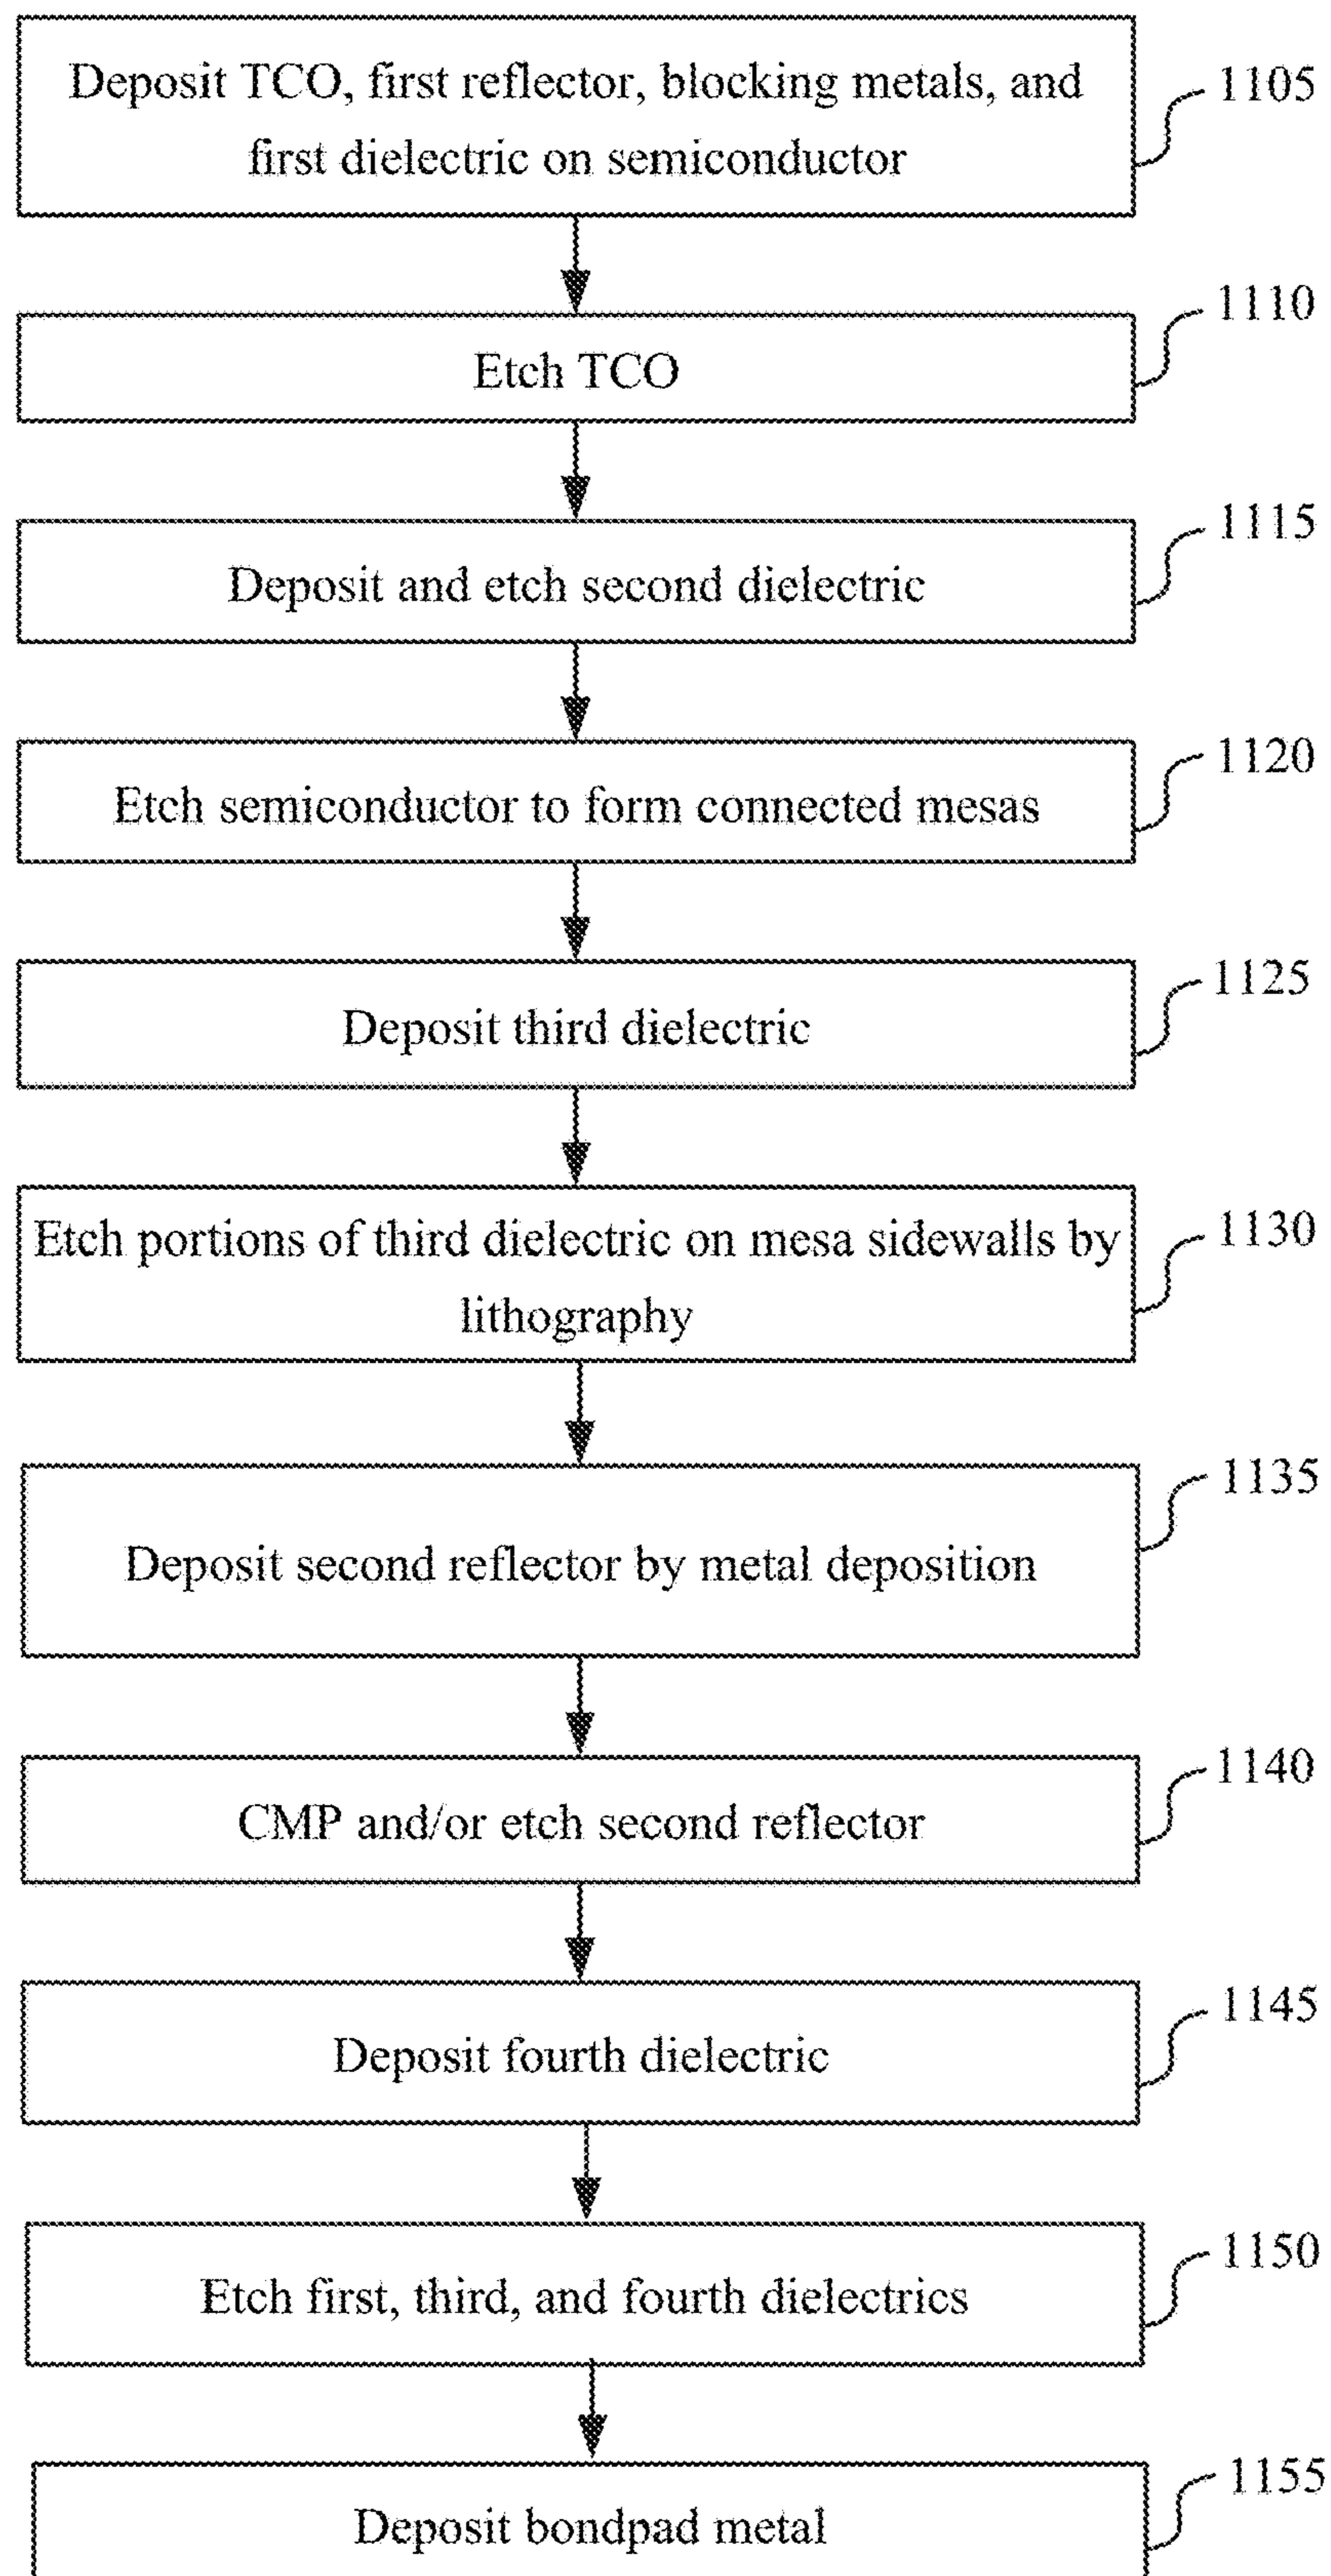 Deposit TCO, first reflector, blocking metals, and
first dielectric on semiconductor
1105
Etch TCO
1110
Deposit and etch second dielectric
1115
Etch semiconductor to form connected mesas
1120
Deposit third dielectric
1125
Etch portions of third dielectric on mesa sidewalls by
lithography
1130
Deposit second reflector by metal deposition
1135
CMP and/or etch second reflector
1140
Deposit fourth dielectric
1145
Etch first, third, and fourth dielectrics
1150
Deposit bondpad metal
1155